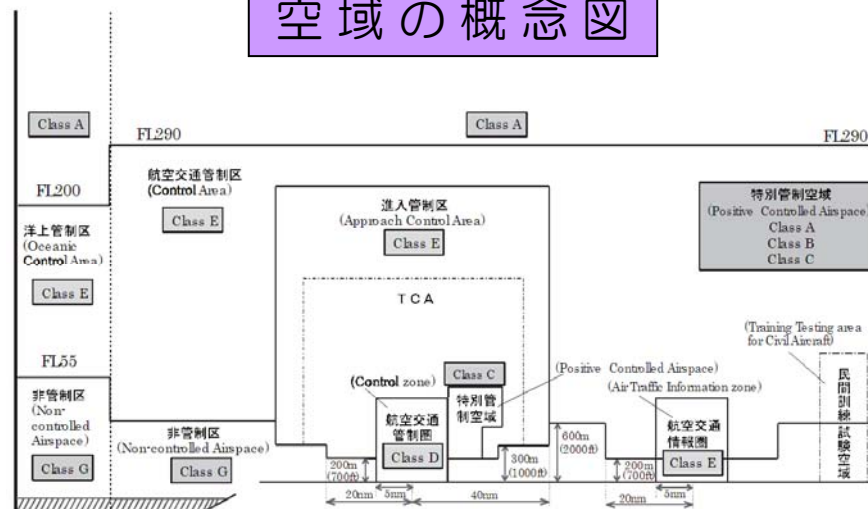 空域の概念図
Class A
FL290
Class A
FL290
FL200
航空交通管制区
(Control Area)
Class E
進入管制区
(Approach Control Area)
Class E
特別管制空域
(Positive Controlled Airspace)
Class A
Class B
Class C
洋上管制区
(Oceanic
Control Area)
Class E
TCA
(Training Testing area
for Civil Aircraft)
FL55
(Control zone)
Class C
(Positive Controlled Airspace)
(Air Traffic Information zone)
非管制区
(Non-
controlled
Airspace)
Class G
非管制区
(Non-controlled Airspace)
Class G
航空交通
管制圏
Class D
特別管
制空域
航空交通
情報圏
Class E
民間訓練試験空域
200m
(700ft)
300m
(1000ft)
600m
(2000ft)
200m
(700ft)
20nm
5nm
40nm
20nm
5nm